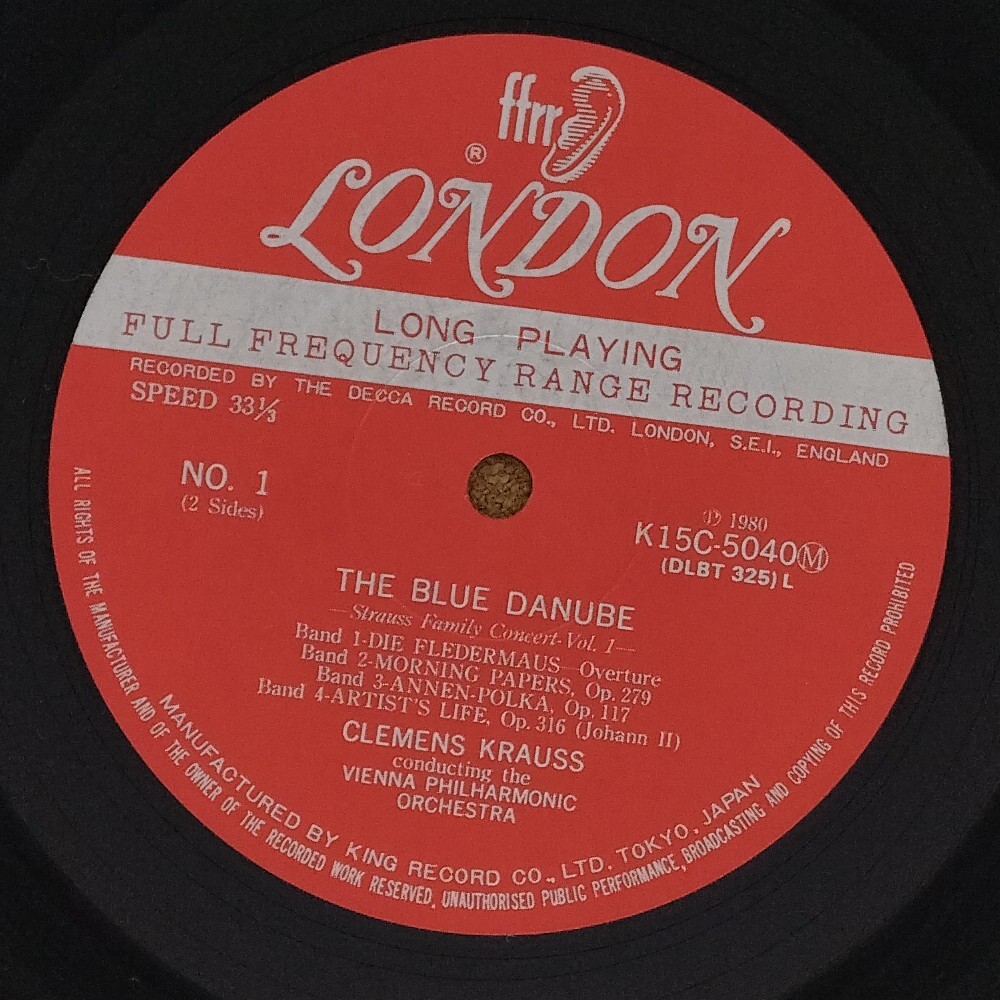 ffrr
®
LONDON
LONG PLAYING
FULL FREQUENCY RANGE RECORDING
RECORDED BY THE DECCA RECORD CO., LTD. LONDON, S.E.I., ENGLAND
SPEED 33⅓
NO. 1
(2 Sides)
Ⓟ 1980
K15C-5040Ⓜ
(DLBT 325) L
THE BLUE DANUBE
—Strauss Family Concert-Vol. 1—
Band 1-DIE FLEDERMAUS—Overture
Band 2-MORNING PAPERS, Op. 279
Band 3-ANNEN-POLKA, Op. 117
Band 4-ARTIST'S LIFE, Op. 316 (Johann II)
CLEMENS KRAUSS
conducting the
VIENNA PHILHARMONIC
ORCHESTRA
MANUFACTURED BY KING RECORD CO., LTD. TOKYO. JAPAN
ALL RIGHTS OF THE MANUFACTURER AND OF THE OWNER OF THE RECORDED WORK RESERVED, UNAUTHORISED PUBLIC PERFORMANCE, BROADCASTING AND COPYING OF THIS RECORD PROHIBITED